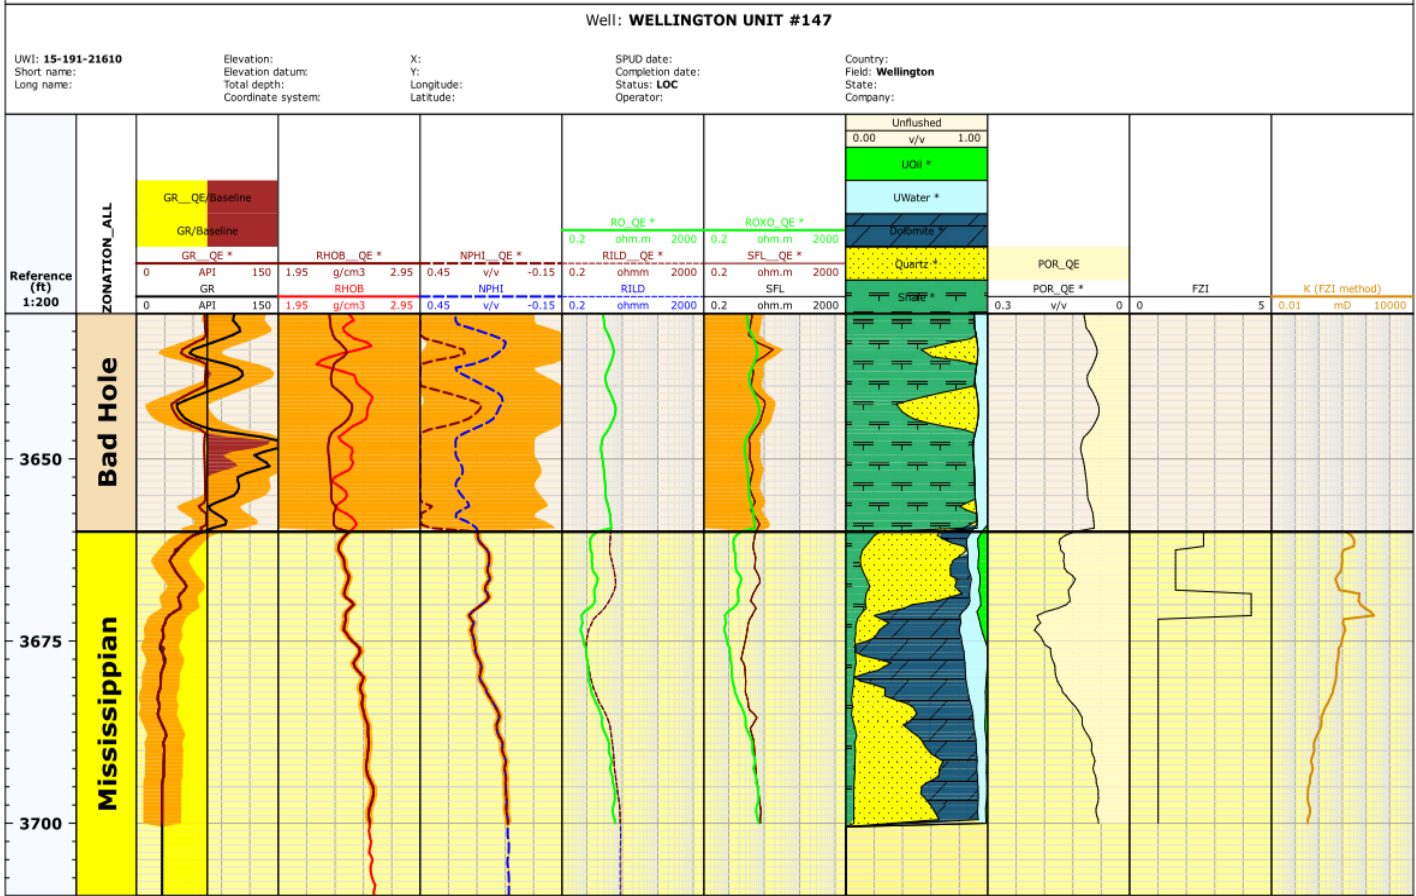 Well: WELLINGTON UNIT #147
UWI: 15-191-21610
Short name:
Long name:
Elevation:
Elevation datum:
Total depth:
Coordinate system:
X:
Y:
Longitude:
Latitude:
SPUD date:
Completion date:
Status: LOC
Operator:
Country:
Field: Wellington
State:
Company:
Reference
(ft)
1:200
ZONATION_ALL
GR__QE/Baseline
GR/Baseline
GR__QE *
0 API 150
GR
0 API 150
RHOB__QE *
1.95 g/cm3 2.95
RHOB
1.95 g/cm3 2.95
NPHI__QE *
0.45 v/v -0.15
NPHI
0.45 v/v -0.15
RO_QE *
0.2 ohm.m 2000
RILD__QE *
0.2 ohmm 2000
RILD
0.2 ohmm 2000
ROXO_QE *
0.2 ohm.m 2000
SFL__QE *
0.2 ohm.m 2000
SFL
0.2 ohm.m 2000
Unflushed
0.00 v/v 1.00
UOil *
UWater *
Dolomite *
Quartz *
Shale *
POR_QE
POR_QE *
0.3 v/v 0
FZI
0 5
K (FZI method)
0.01 mD 10000
Bad Hole
Mississippian
3650
3675
3700